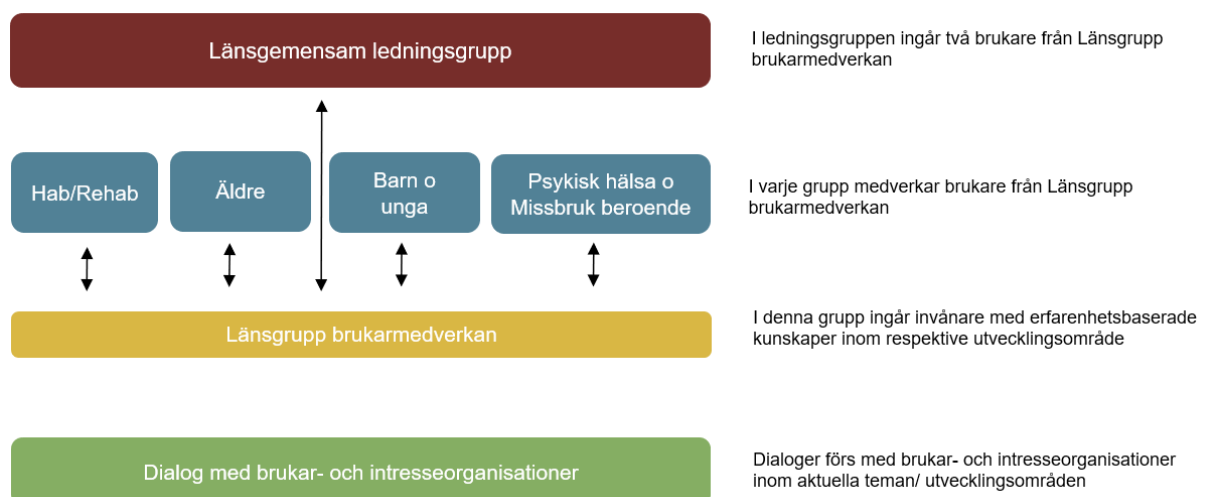 Länsgemensam ledningsgrupp
I ledningsgruppen ingår två brukare från Länsgrupp
brukarmedverkan
Hab/Rehab
Äldre
Barn o
unga
Psykisk hälsa o
Missbruk beroende
I varje grupp medverkar brukare från Länsgrupp
brukarmedverkan
Länsgrupp brukarmedverkan
I denna grupp ingår invånare med erfarenhetsbaserade
kunskaper inom respektive utvecklingsområde
Dialog med brukar- och intresseorganisationer
Dialoger förs med brukar- och intresseorganisationer
inom aktuella teman/ utvecklingsområden